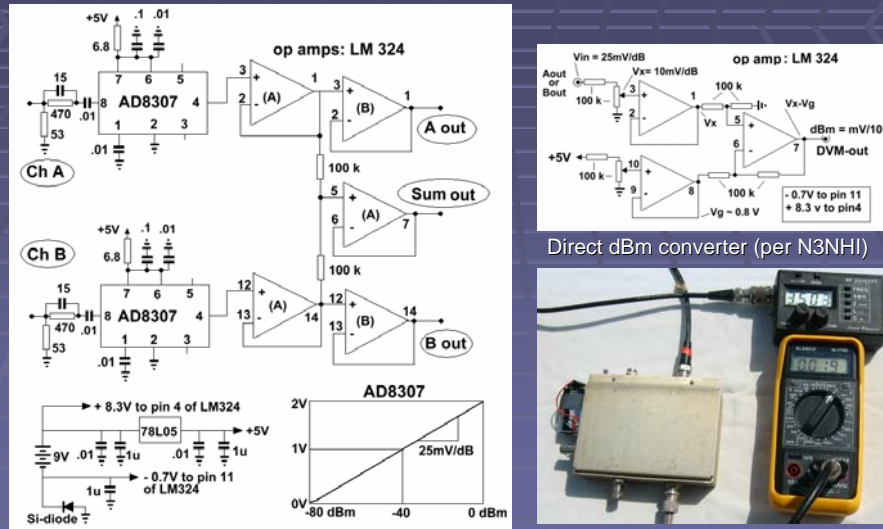 +5V .1 .01
6.8
7 6 5
15
8 AD8307 4
470 .01
53
1 2 3
.01
Ch A
op amps: LM 324
3 + 1
2 - (A)
3 + 1
2 - (B)
A out
100 k
5 +
6 - (A) 7
Sum out
100 k
Ch B
+5V .1 .01
6.8
7 6 5
15
8 AD8307 4
470 .01
53
1 2 3
.01
12 + 14
13 - (A)
12 + 14
13 - (B)
B out
+ 8.3V to pin 4 of LM324
78L05 +5V
9V .01 1u .01 1u
- 0.7V to pin 11
of LM324
1u
Si-diode
AD8307
2V
1V
0V
25mV/dB
-80 dBm -40 0 dBm
Vin = 25mV/dB
op amp: LM 324
Aout
or
Bout
Vx= 10mV/dB
100 k
3 + 1
2 -
100 k
Vx
5 +
6 - 7
Vx-Vg
dBm = mV/10
DVM-out
+5V
100 k
10 +
9 - 8
100 k
Vg ~ 0.8 V
- 0.7V to pin 11
+ 8.3 v to pin4
Direct dBm converter (per N3NHI)
3503
0.019